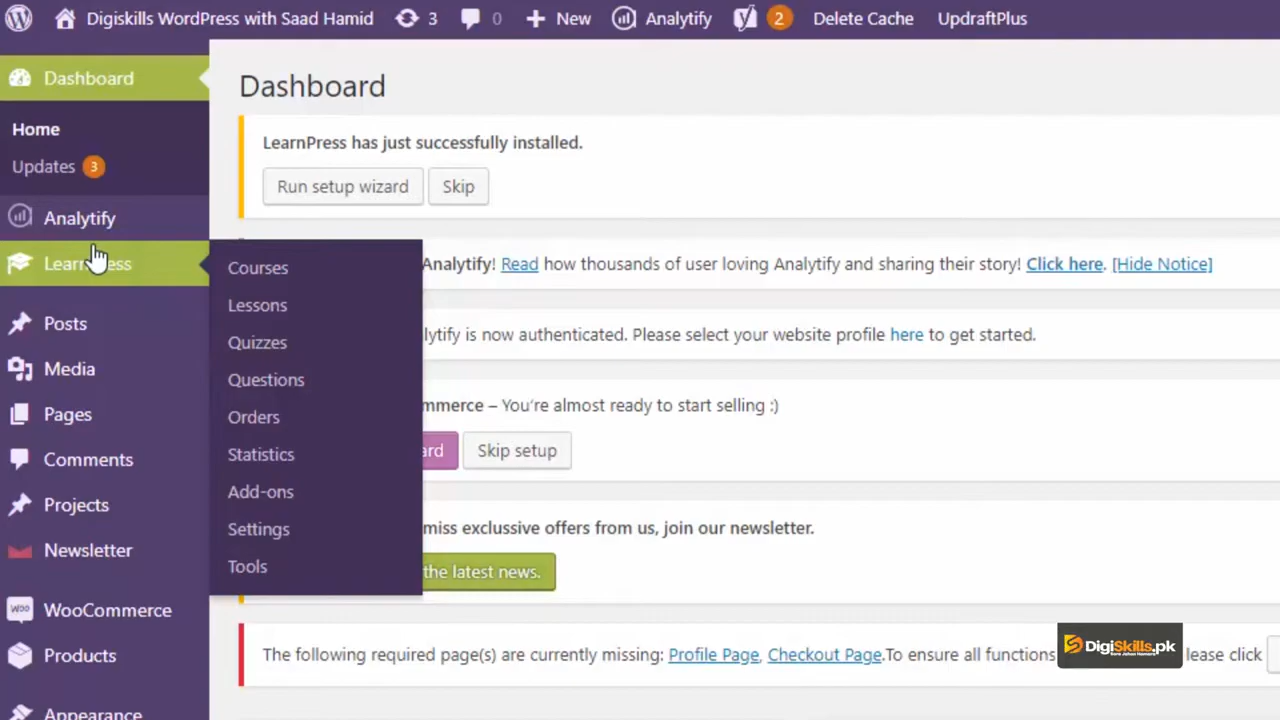 Digiskills WordPress with Saad Hamid 3 0 New Analytify 2 Delete Cache UpdraftPlus
Dashboard
Home
Updates 3
Analytify
LearnPress
Posts
Media
Pages
Comments
Projects
Newsletter
WooCommerce
Products
Appearance
Courses
Lessons
Quizzes
Questions
Orders
Statistics
Add-ons
Settings
Tools
Dashboard
LearnPress has just successfully installed.
Run setup wizard Skip
Analytify! Read how thousands of user loving Analytify and sharing their story! Click here. [Hide Notice]
lytify is now authenticated. Please select your website profile here to get started.
mmerce – You're almost ready to start selling :)
ard Skip setup
miss exclussive offers from us, join our newsletter.
the latest news.
The following required page(s) are currently missing: Profile Page, Checkout Page.To ensure all functions lease click
DigiSkills.pk